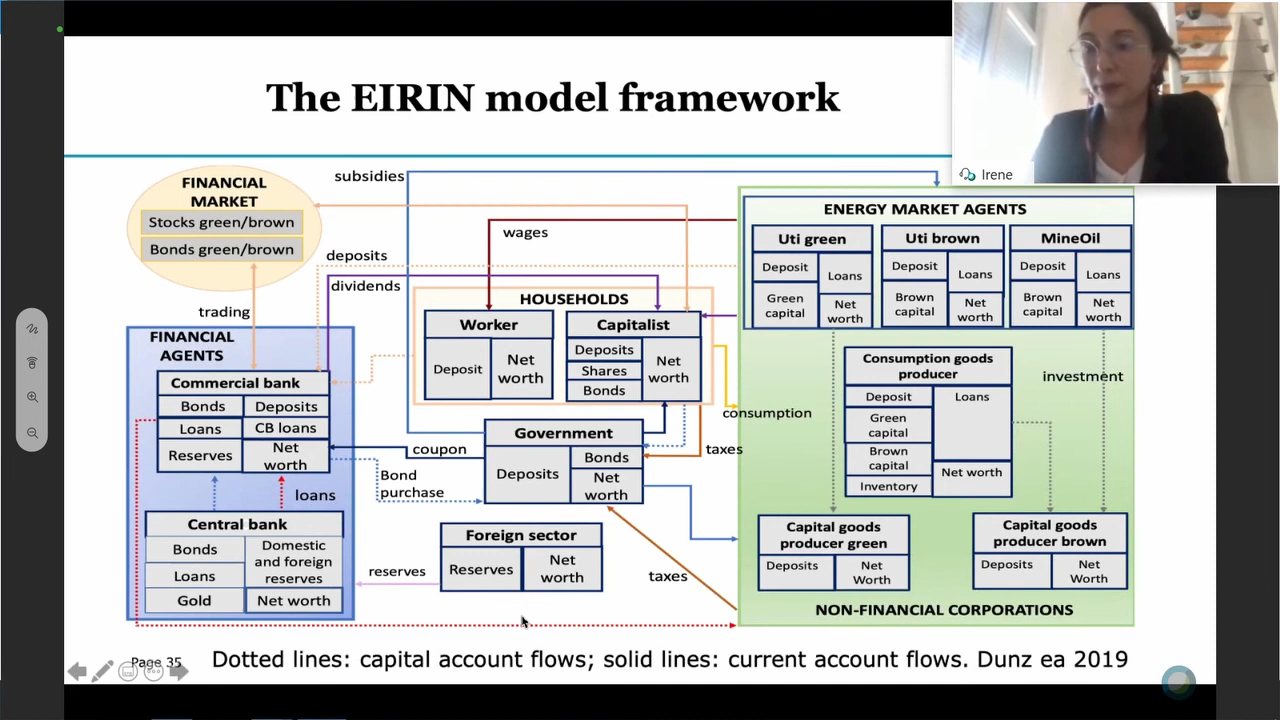 The EIRIN model framework
Irene
subsidies
FINANCIAL
MARKET
Stocks green/brown
Bonds green/brown
wages
deposits
dividends
trading
ENERGY MARKET AGENTS
Uti green
Deposit
Loans
Green
capital
Net
worth
Uti brown
Deposit
Loans
Brown
capital
Net
worth
MineOil
Deposit
Loans
Brown
capital
Net
worth
HOUSEHOLDS
Worker
Deposit
Net
worth
Capitalist
Deposits
Shares
Bonds
Net
worth
FINANCIAL
AGENTS
Commercial bank
Bonds
Deposits
Loans
CB loans
Reserves
Net
worth
loans
Central bank
Bonds
Loans
Gold
Domestic
and foreign
reserves
Net worth
coupon
Bond
purchase
Government
Deposits
Bonds
Net
worth
taxes
consumption
Foreign sector
Reserves
Net
worth
reserves
taxes
Consumption goods
producer
Deposit
Loans
Green
capital
Brown
capital
Inventory
Net worth
investment
Capital goods
producer green
Deposits
Net
Worth
Capital goods
producer brown
Deposits
Net
Worth
NON-FINANCIAL CORPORATIONS
Page 35
Dotted lines: capital account flows; solid lines: current account flows. Dunz ea 2019